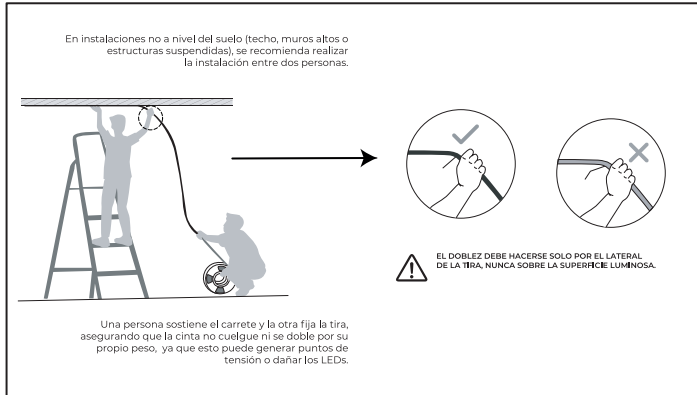 En instalaciones no a nivel del suelo (techo, muros altos o
estructuras suspendidas), se recomienda realizar
la instalación entre dos personas.
EL DOBLEZ DEBE HACERSE SOLO POR EL LATERAL
DE LA TIRA, NUNCA SOBRE LA SUPERFICIE LUMINOSA.
Una persona sostiene el carrete y la otra fija la tira,
asegurando que la cinta no cuelgue ni se doble por su
propio peso, ya que esto puede generar puntos de
tensión o dañar los LEDs.